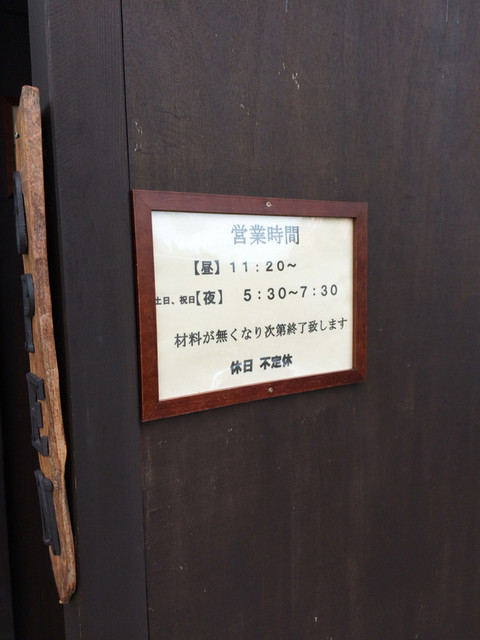 営業時間
【昼】11:20～
土日、祝日【夜】 5:30～7:30
材料が無くなり次第終了致します
休日 不定休